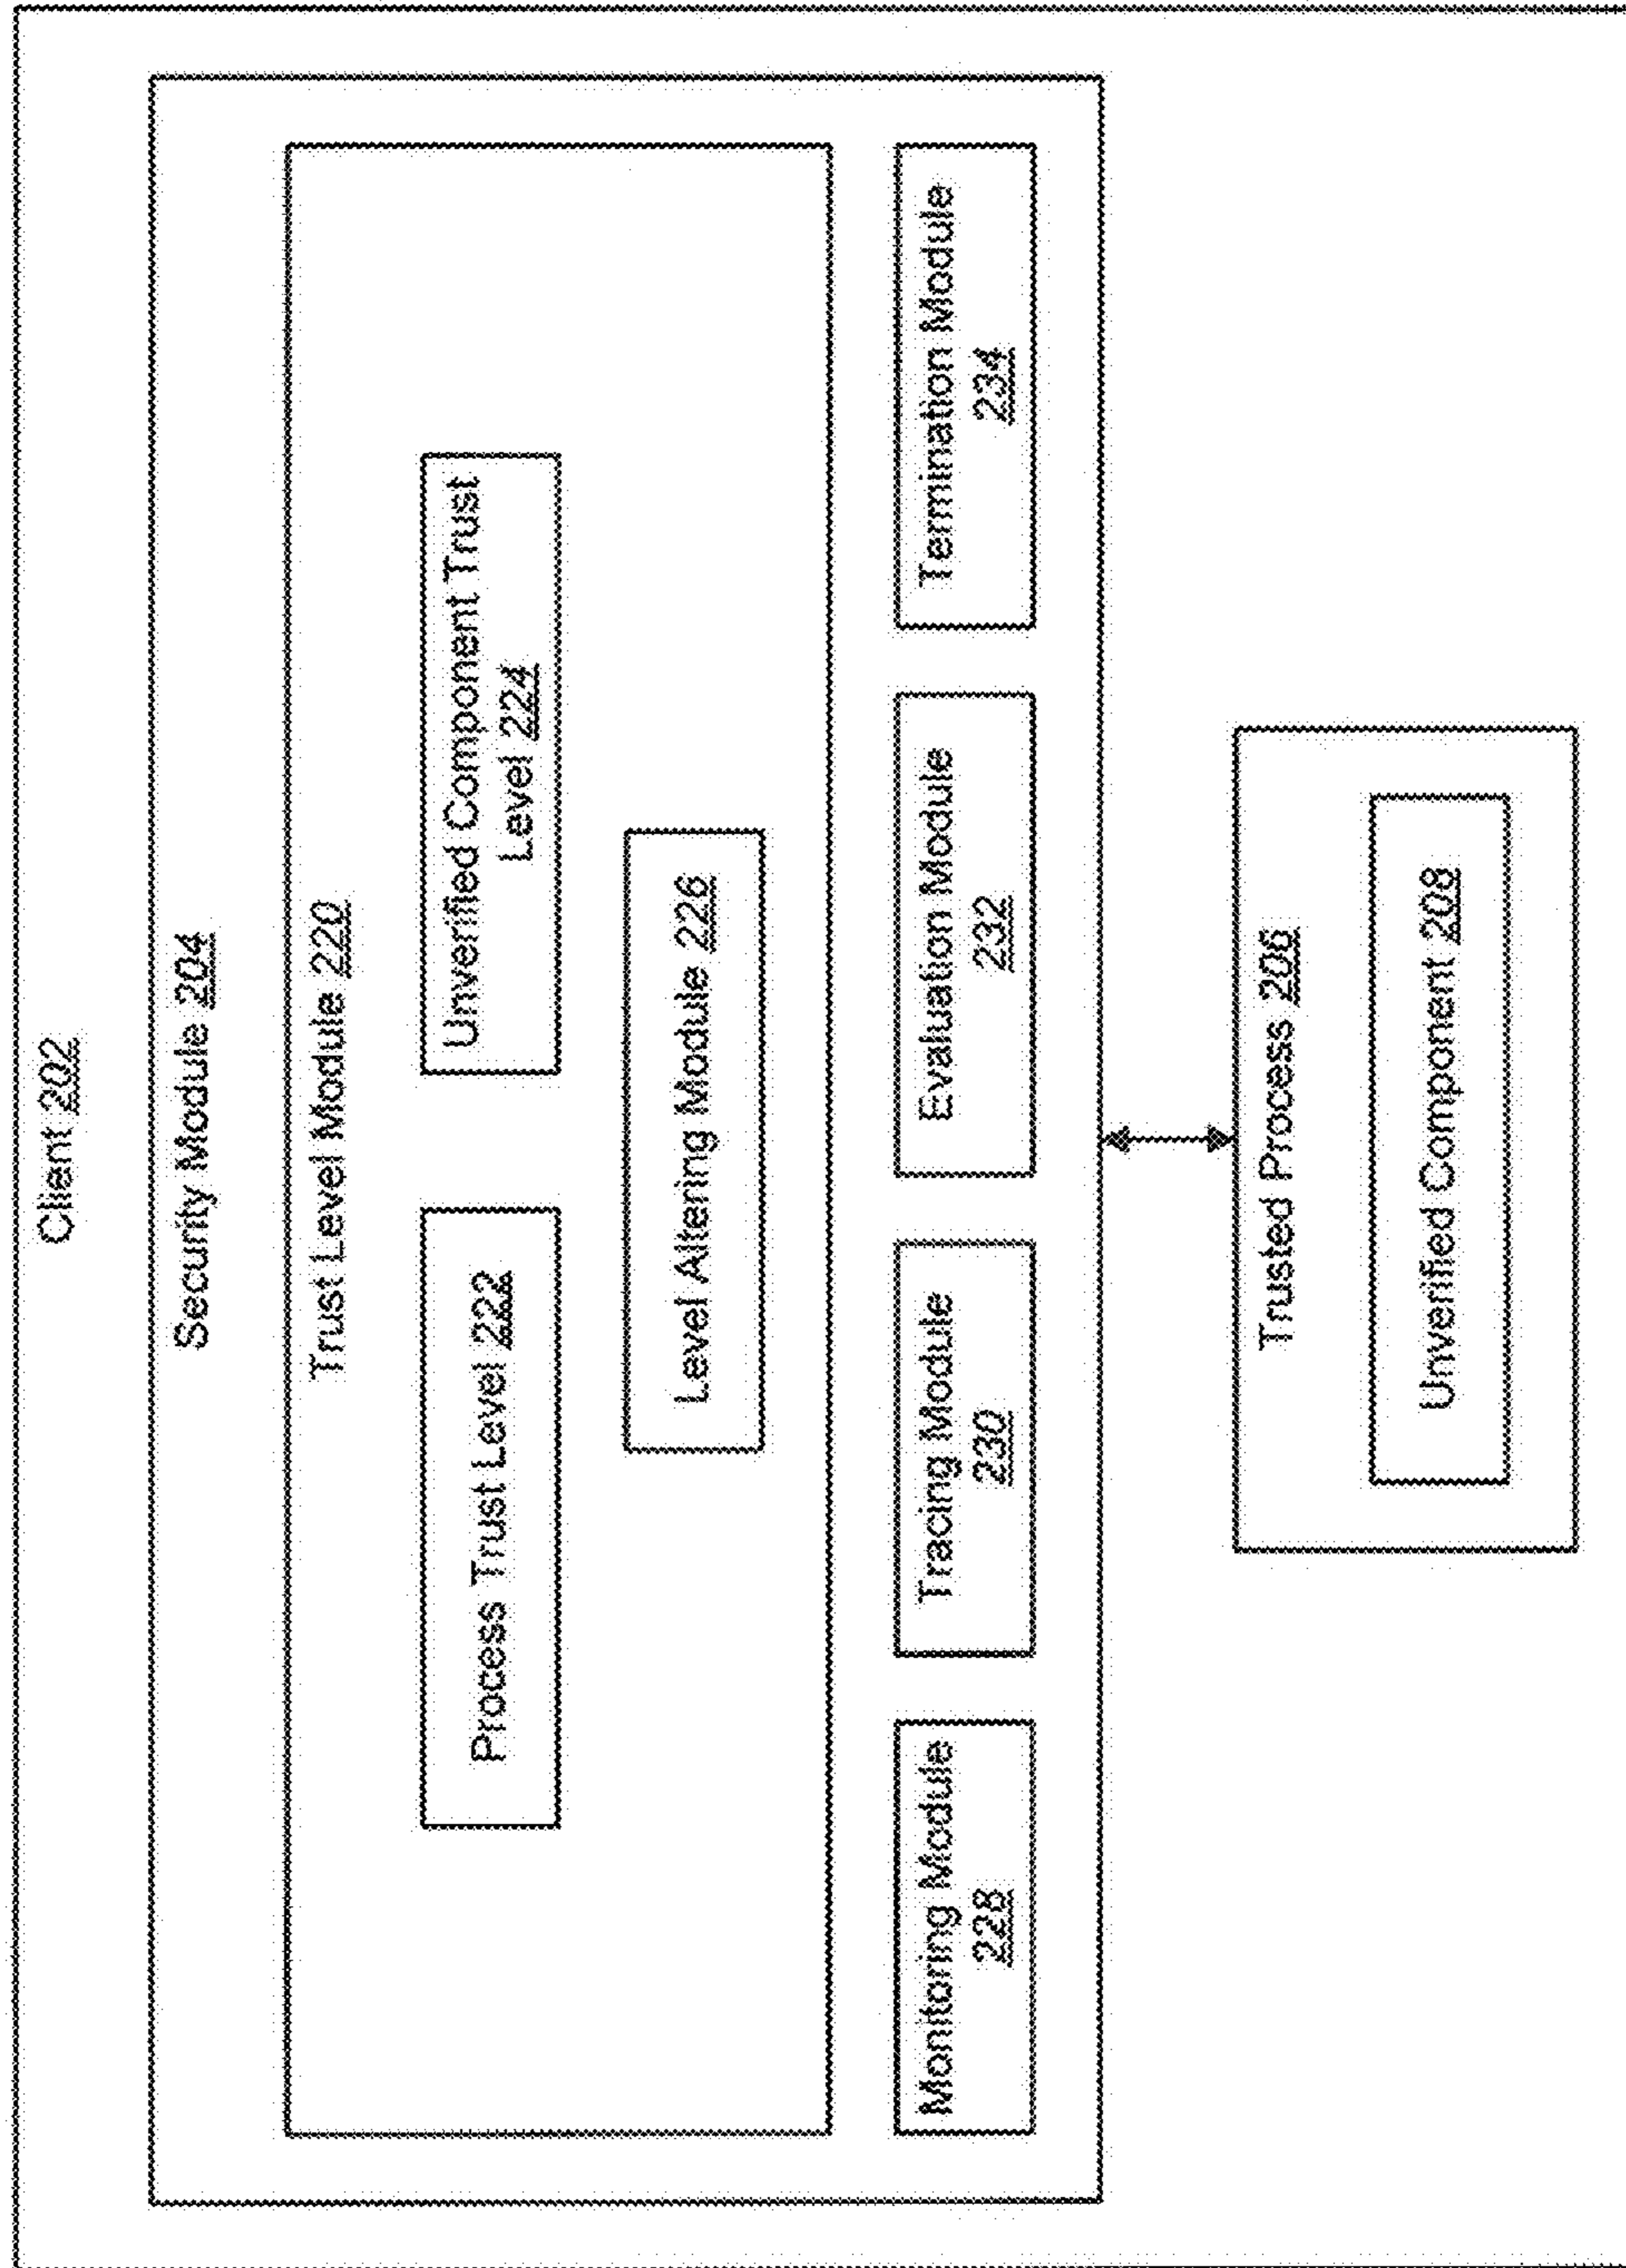 Client 202
Security Module 204
Trust Level Module 220
Process Trust Level 222
Unverified Component Trust
Level 224
Level Altering Module 226
Monitoring Module
228
Tracing Module
230
Evaluation Module
232
Termination Module
234
Trusted Process 206
Unverified Component 208